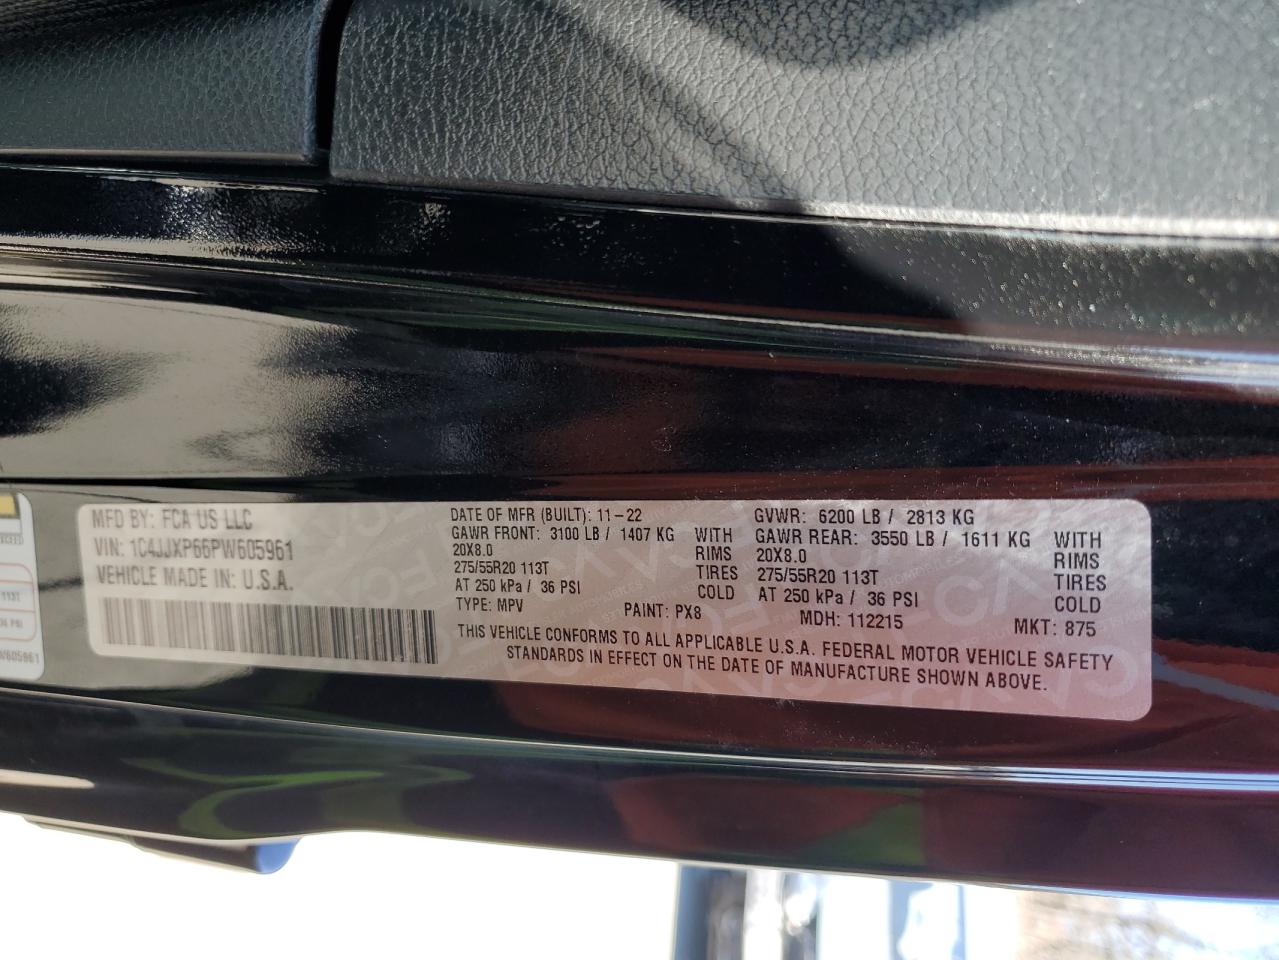 MFD BY: FCA US LLC
VIN: 1C4JJXP66PW605961
VEHICLE MADE IN: U.S.A.
DATE OF MFR (BUILT): 11-22
GAWR FRONT: 3100 LB / 1407 KG WITH
20X8.0 RIMS
275/55R20 113T TIRES
AT 250 kPa / 36 PSI COLD
GVWR: 6200 LB / 2813 KG
GAWR REAR: 3550 LB / 1611 KG WITH
20X8.0 RIMS
275/55R20 113T TIRES
AT 250 kPa / 36 PSI COLD
TYPE: MPV PAINT: PX8 MDH: 112215 MKT: 875
THIS VEHICLE CONFORMS TO ALL APPLICABLE U.S.A. FEDERAL MOTOR VEHICLE SAFETY
STANDARDS IN EFFECT ON THE DATE OF MANUFACTURE SHOWN ABOVE.
113T
36 PSI
W605961